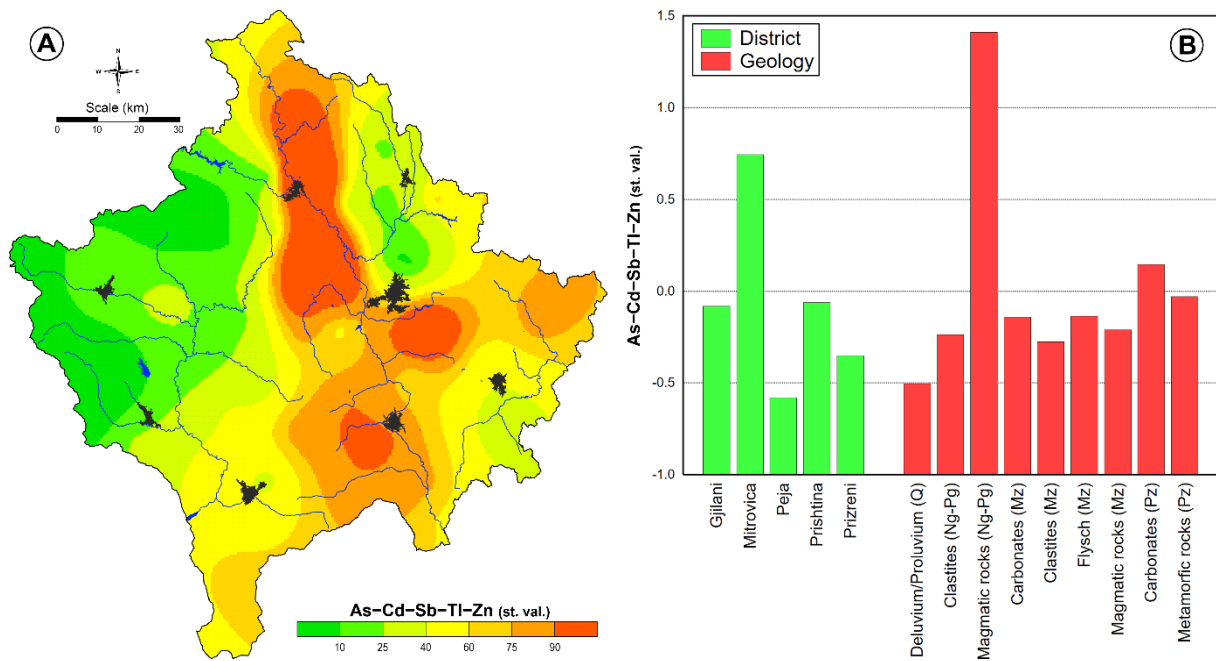 A
N
W E
S
Scale (km)
0 10 20 30
As−Cd−Sb−Tl−Zn (st. val.)
10 25 40 60 75 90
B
District
Geology
As−Cd−Sb−Tl−Zn (st. val.)
1.5
1.0
0.5
0.0
-0.5
-1.0
Gjilani
Mitrovica
Peja
Prishtina
Prizreni
Deluvium/Proluvium (Q)
Clastites (Ng-Pg)
Magmatic rocks (Ng-Pg)
Carbonates (Mz)
Clastites (Mz)
Flysch (Mz)
Magmatic rocks (Mz)
Carbonates (Pz)
Metamorfic rocks (Pz)